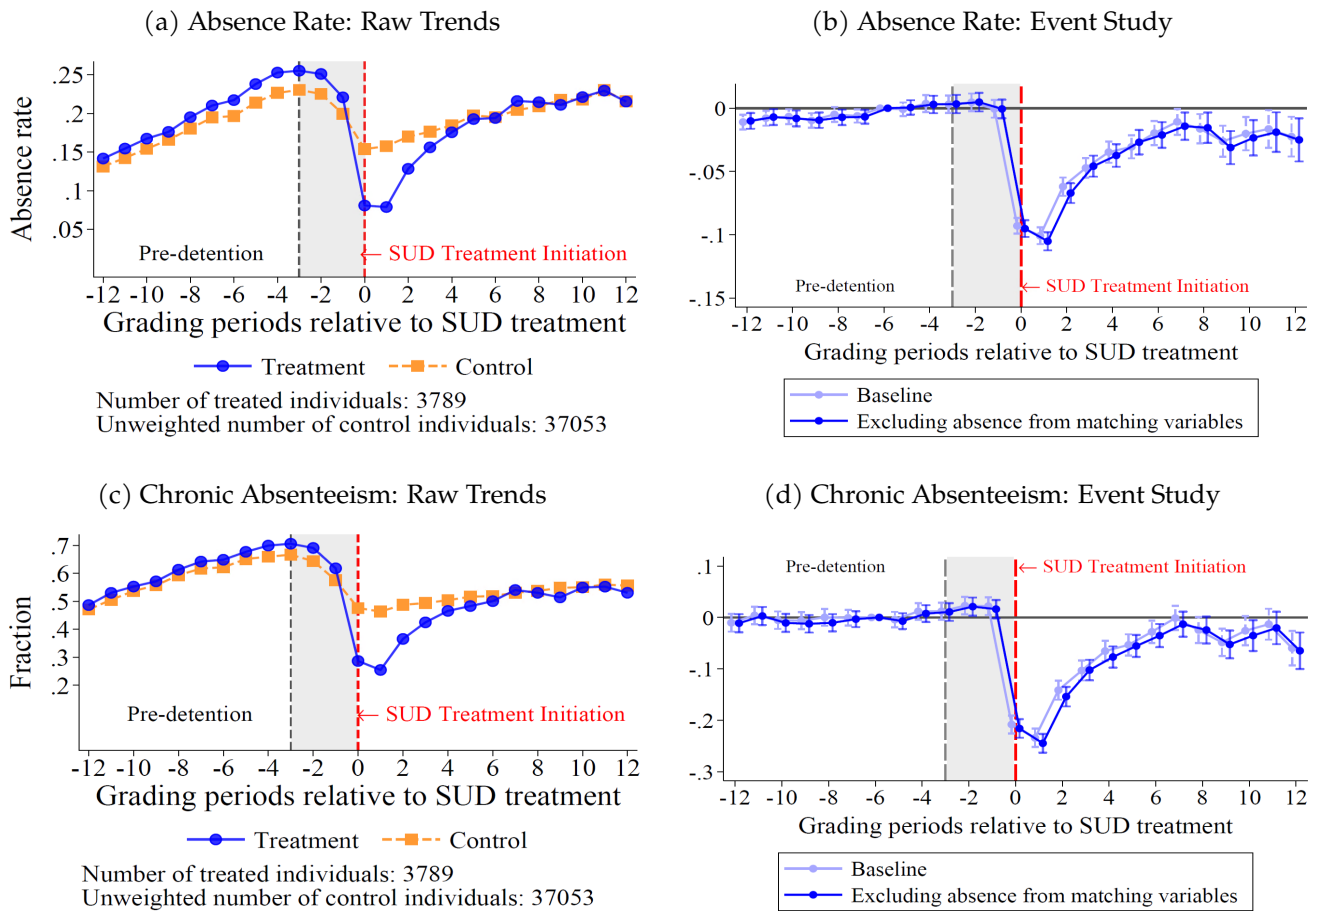 (a) Absence Rate: Raw Trends
Absence rate
.25
.2
.15
.1
.05
Pre-detention
← SUD Treatment Initiation
-12 -10 -8 -6 -4 -2 0 2 4 6 8 10 12
Grading periods relative to SUD treatment
Treatment Control
Number of treated individuals: 3789
Unweighted number of control individuals: 37053
(b) Absence Rate: Event Study
0
-.05
-.1
-.15
Pre-detention
← SUD Treatment Initiation
-12 -10 -8 -6 -4 -2 0 2 4 6 8 10 12
Grading periods relative to SUD treatment
Baseline
Excluding absence from matching variables
(c) Chronic Absenteeism: Raw Trends
Fraction
.7
.6
.5
.4
.3
.2
Pre-detention
← SUD Treatment Initiation
-12 -10 -8 -6 -4 -2 0 2 4 6 8 10 12
Grading periods relative to SUD treatment
Treatment Control
Number of treated individuals: 3789
Unweighted number of control individuals: 37053
(d) Chronic Absenteeism: Event Study
.1
0
-.1
-.2
-.3
Pre-detention
← SUD Treatment Initiation
-12 -10 -8 -6 -4 -2 0 2 4 6 8 10 12
Grading periods relative to SUD treatment
Baseline
Excluding absence from matching variables